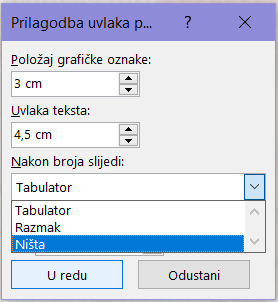 Prilagodba uvlaka p...
Položaj grafičke oznake:
3 cm
Uvlaka teksta:
4,5 cm
Nakon broja slijedi:
Tabulator
Tabulator
Razmak
Ništa
U redu
Odustani